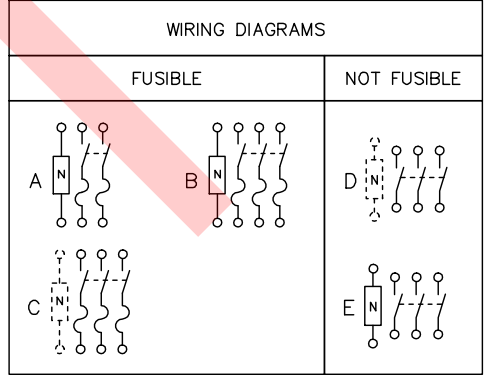 WIRING DIAGRAMS
FUSIBLE
NOT FUSIBLE
A N
B N
D N
C N
E N